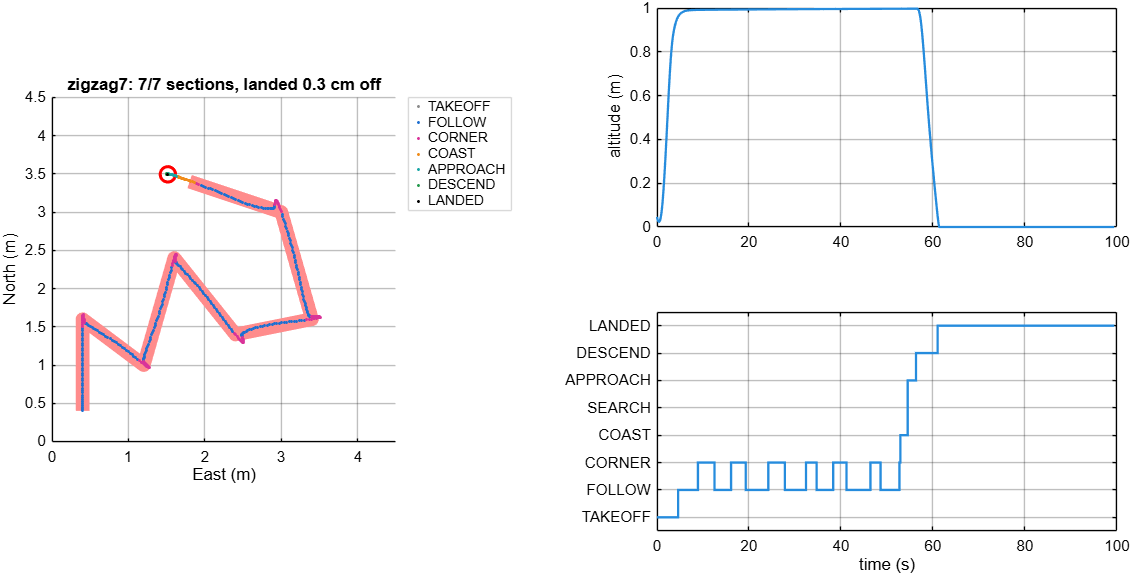 zigzag7: 7/7 sections, landed 0.3 cm off
4.5
4
3.5
3
2.5
2
1.5
1
0.5
0
0
1
2
3
4
North (m)
East (m)
TAKEOFF
FOLLOW
CORNER
COAST
APPROACH
DESCEND
LANDED
1
0.8
0.6
0.4
0.2
0
0
20
40
60
80
100
altitude (m)
LANDED
DESCEND
APPROACH
SEARCH
COAST
CORNER
FOLLOW
TAKEOFF
0
20
40
60
80
100
time (s)